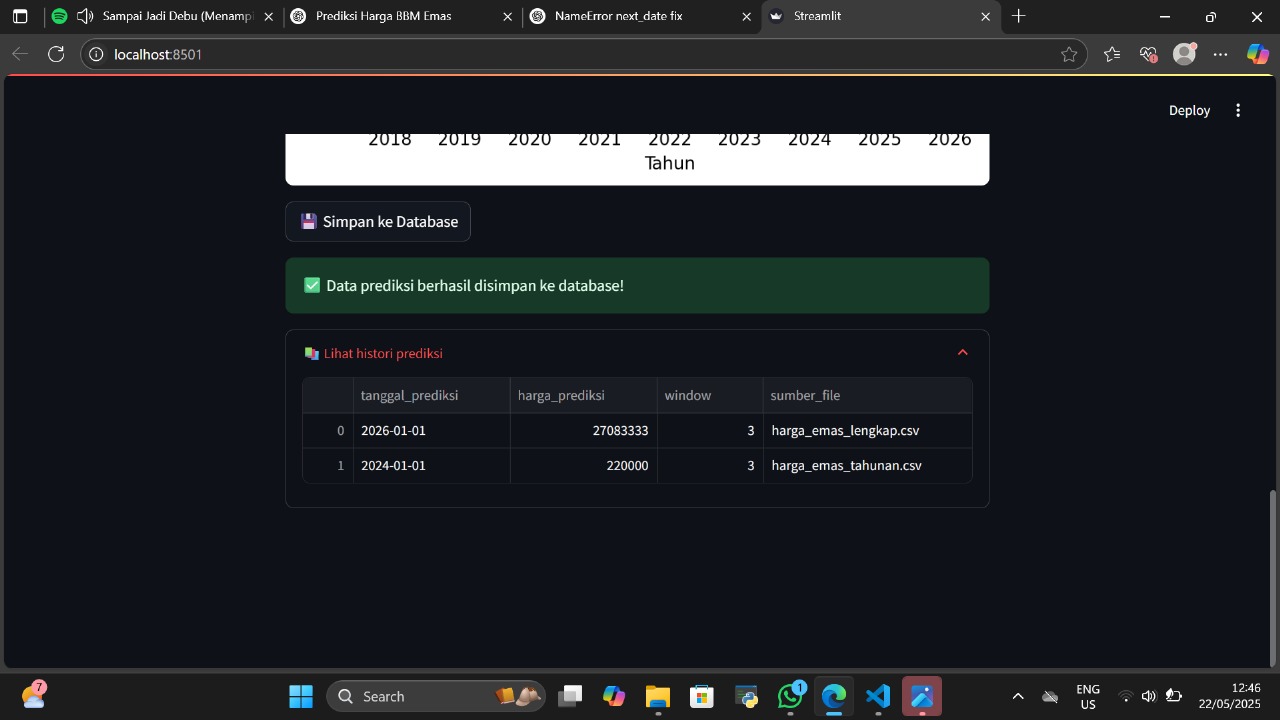 Sampai Jadi Debu (Menampi
Prediksi Harga BBM Emas
NameError next_date fix
Streamlit
localhost:8501
Deploy
2018 2019 2020 2021 2022 2023 2024 2025 2026
Tahun
Simpan ke Database
Data prediksi berhasil disimpan ke database!
Lihat histori prediksi
tanggal_prediksi harga_prediksi window sumber_file
0 2026-01-01 27083333 3 harga_emas_lengkap.csv
1 2024-01-01 220000 3 harga_emas_tahunan.csv
7
Search
1
ENG
US
12:46
22/05/2025